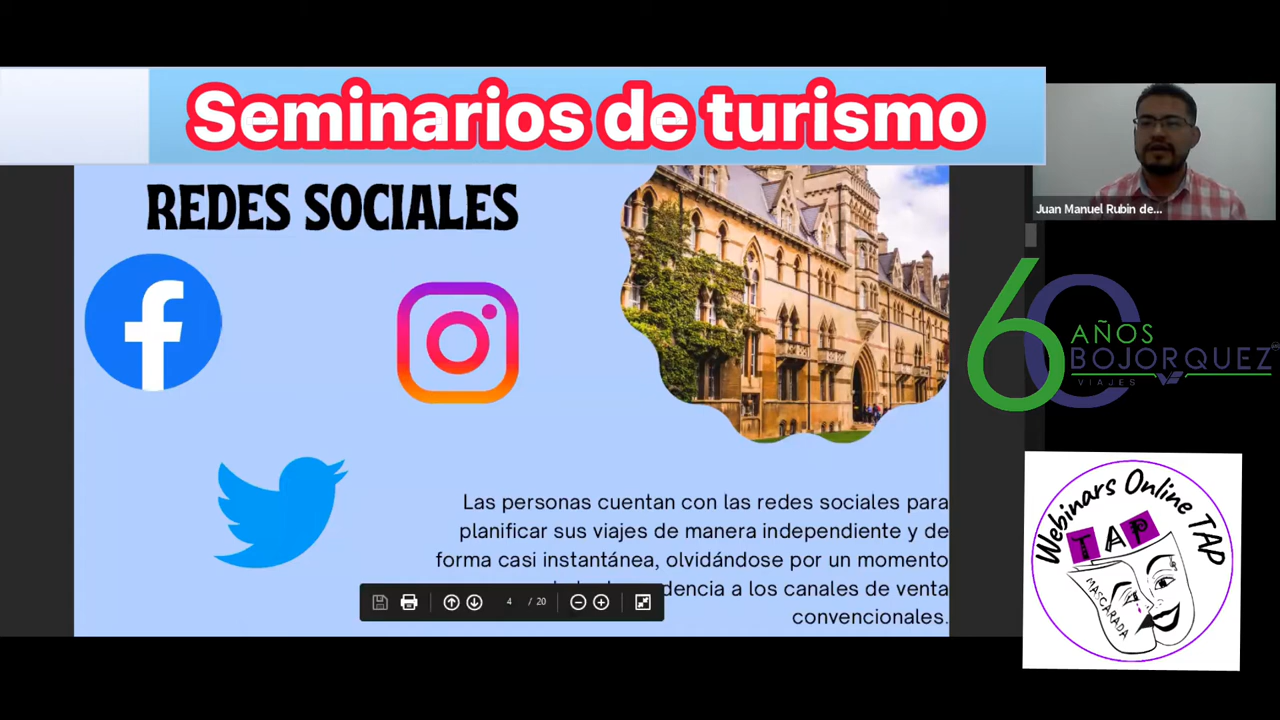 Seminarios de turismo
REDES SOCIALES
Juan Manuel Rubin de...
60 AÑOS
BOJORQUEZ
VIAJES
Webinars Online TAP
TAP
MASCARADA
Las personas cuentan con las redes sociales para
planificar sus viajes de manera independiente y de
forma casi instantánea, olvidándose por un momento
a los canales de venta
convencionales.
4 / 20